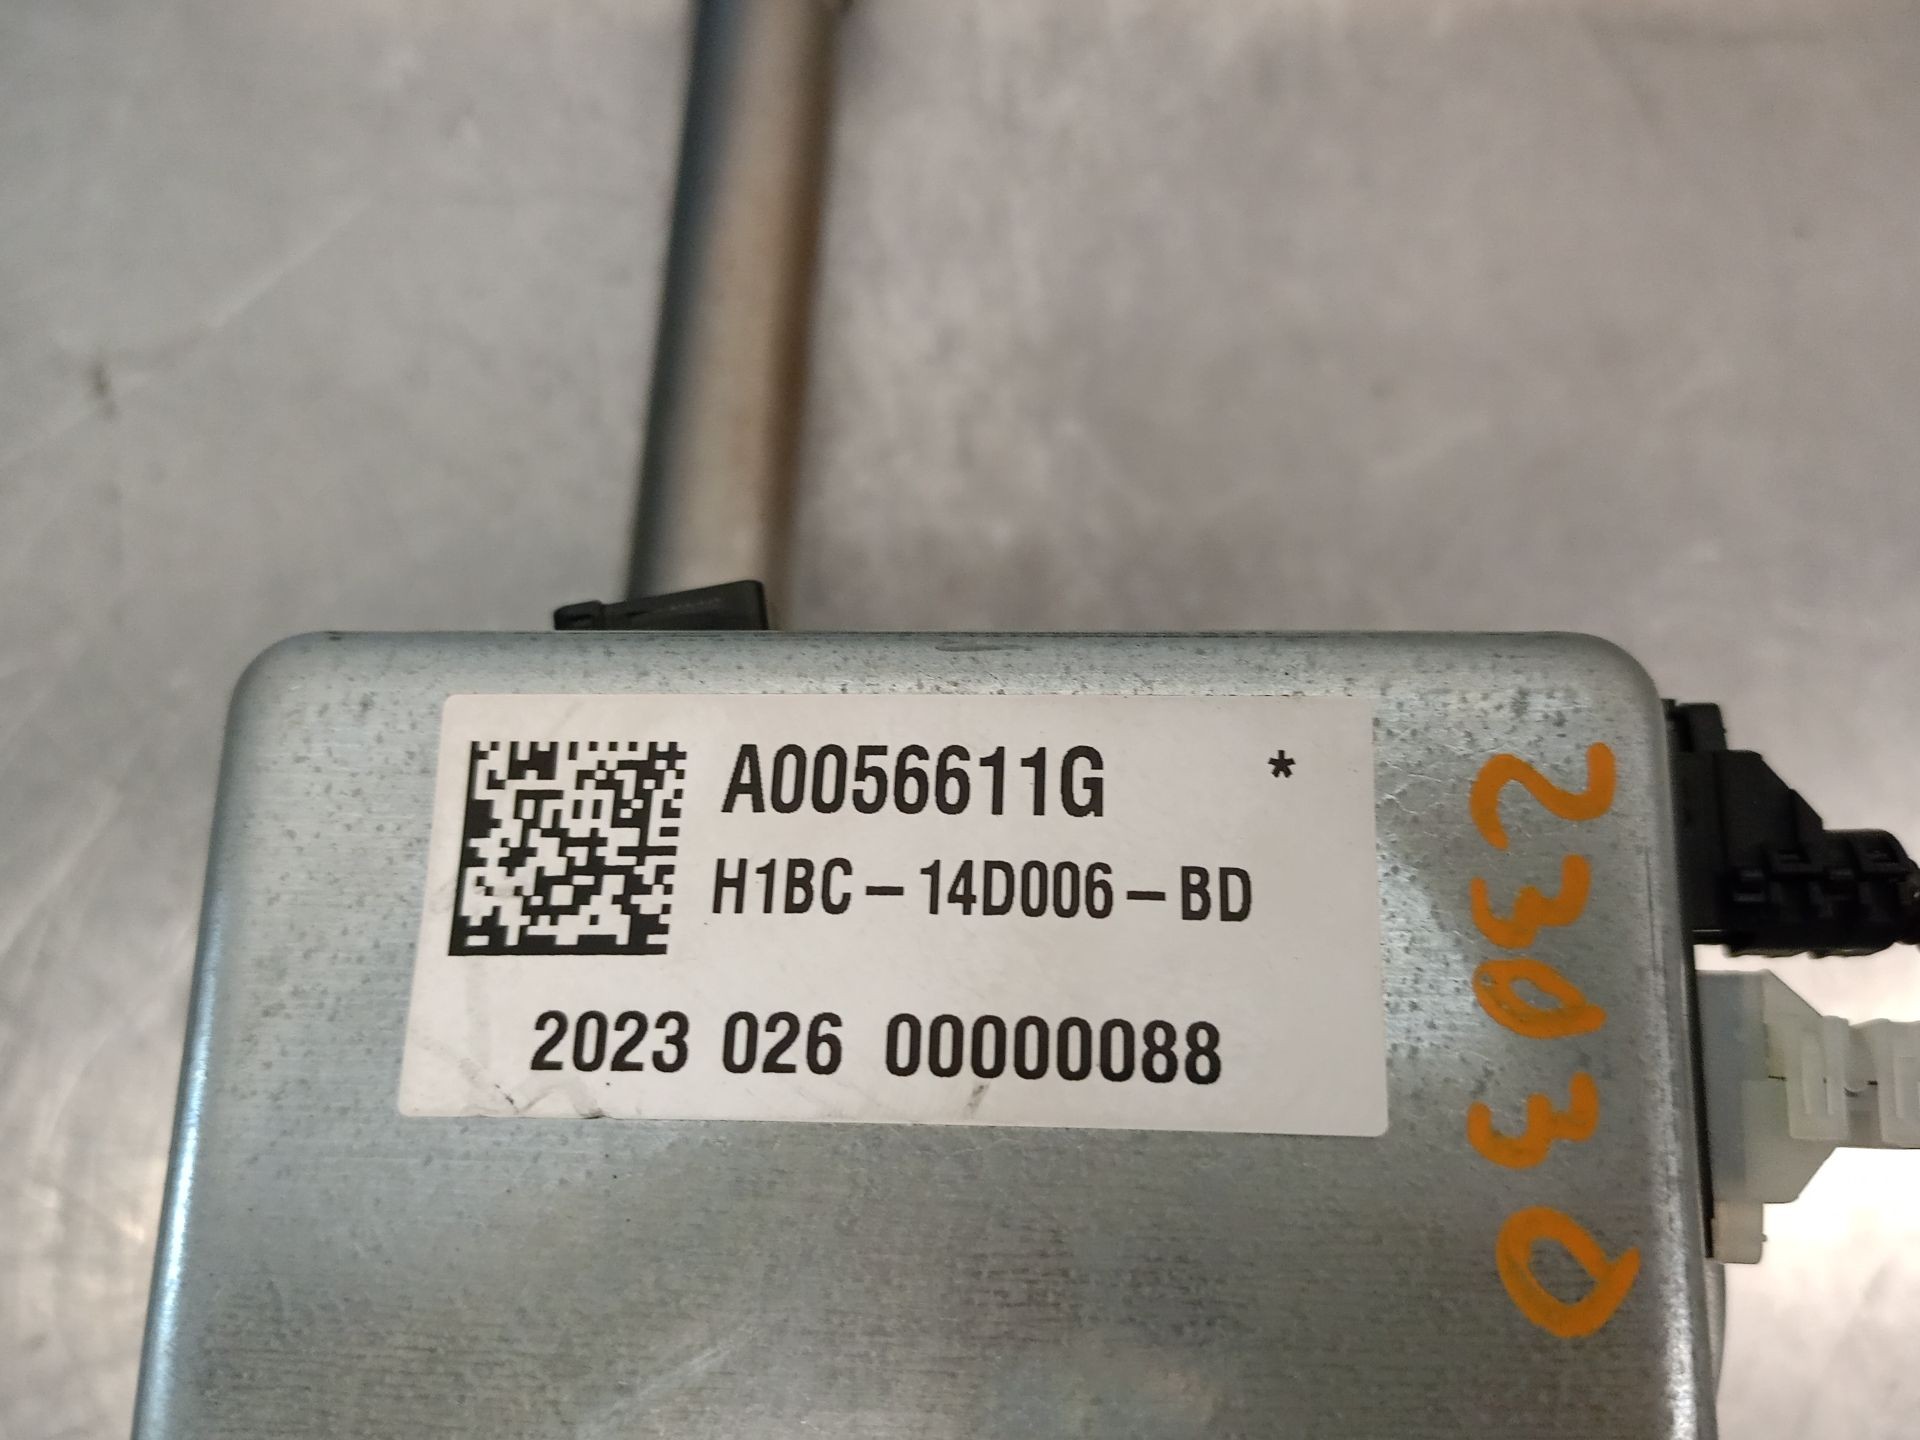 A0056611G *
H1BC-14D006-BD
2023 026 00000088
23030